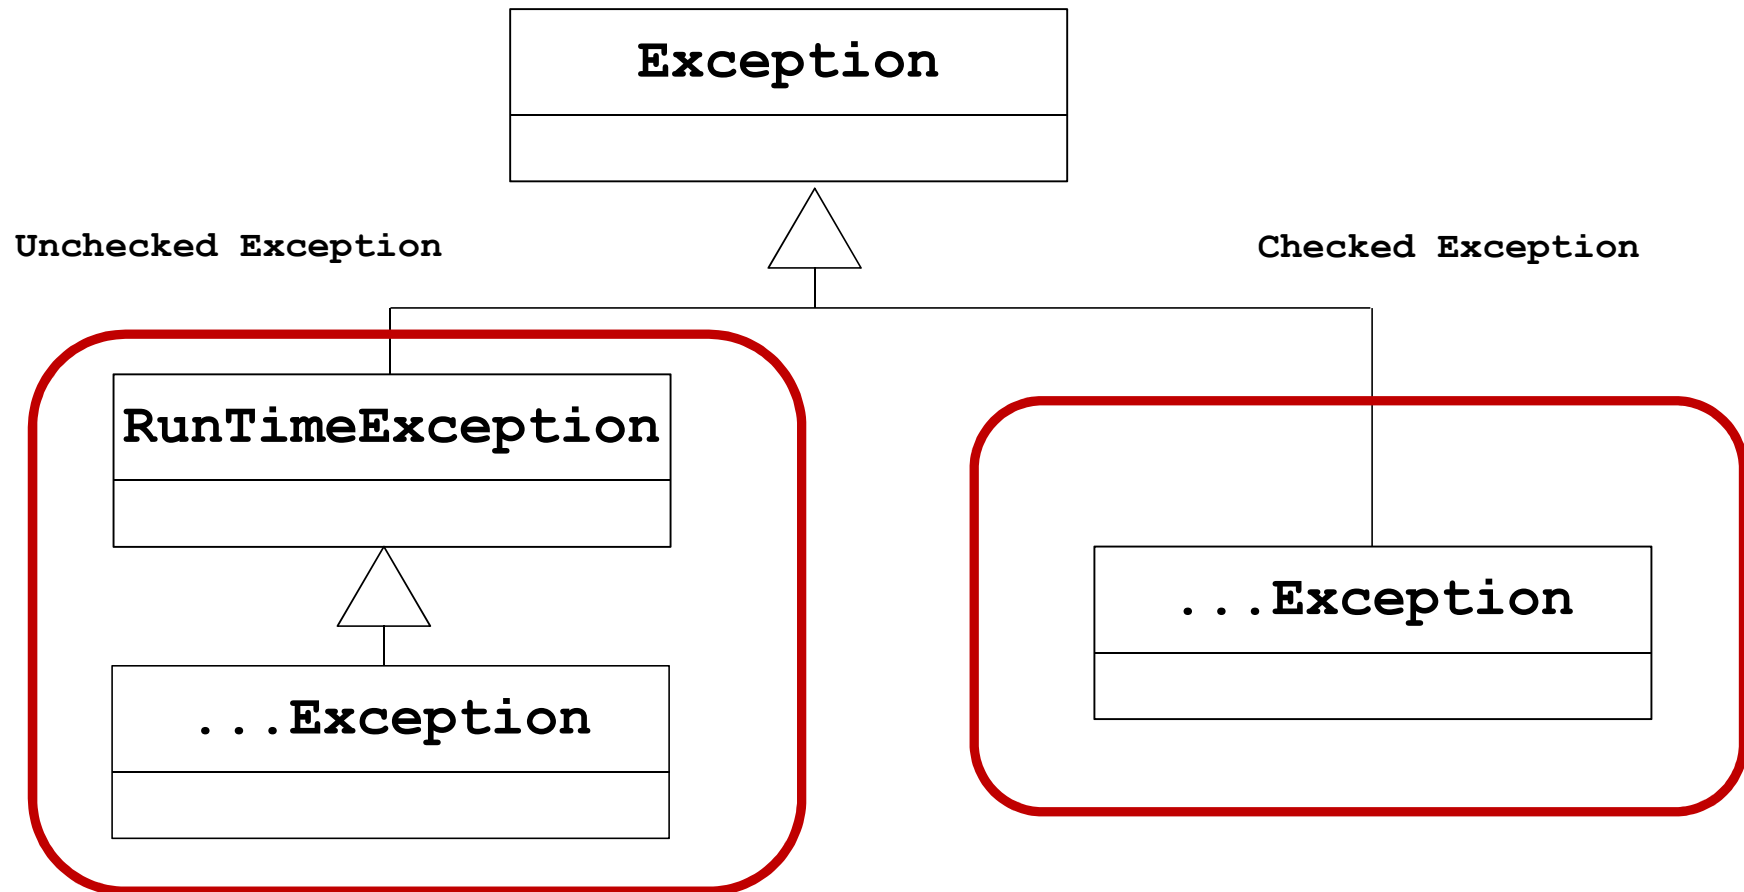 Exception
Unchecked Exception
Checked Exception
RunTimeException
...Exception
...Exception